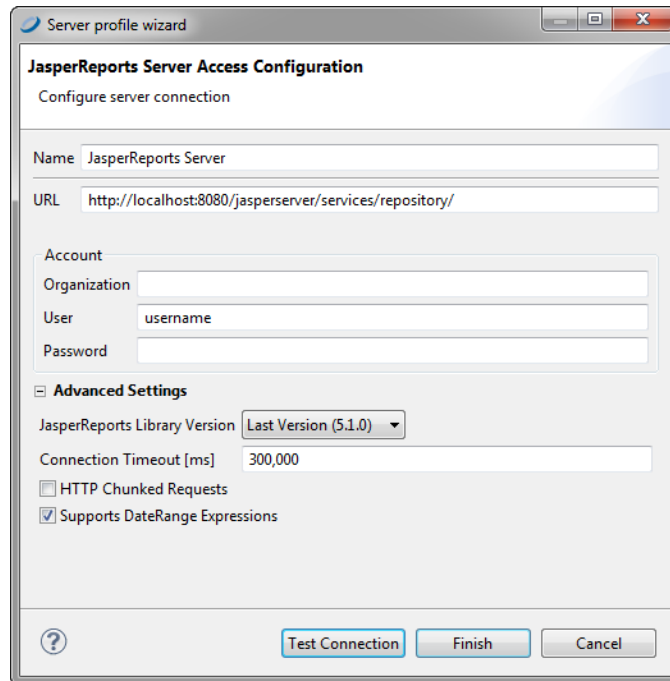 Server profile wizard
JasperReports Server Access Configuration
Configure server connection
Name JasperReports Server
URL http://localhost:8080/jasperserver/services/repository/
Account
Organization
User username
Password
Advanced Settings
JasperReports Library Version Last Version (5.1.0)
Connection Timeout [ms] 300,000
HTTP Chunked Requests
Supports DateRange Expressions
? Test Connection Finish Cancel